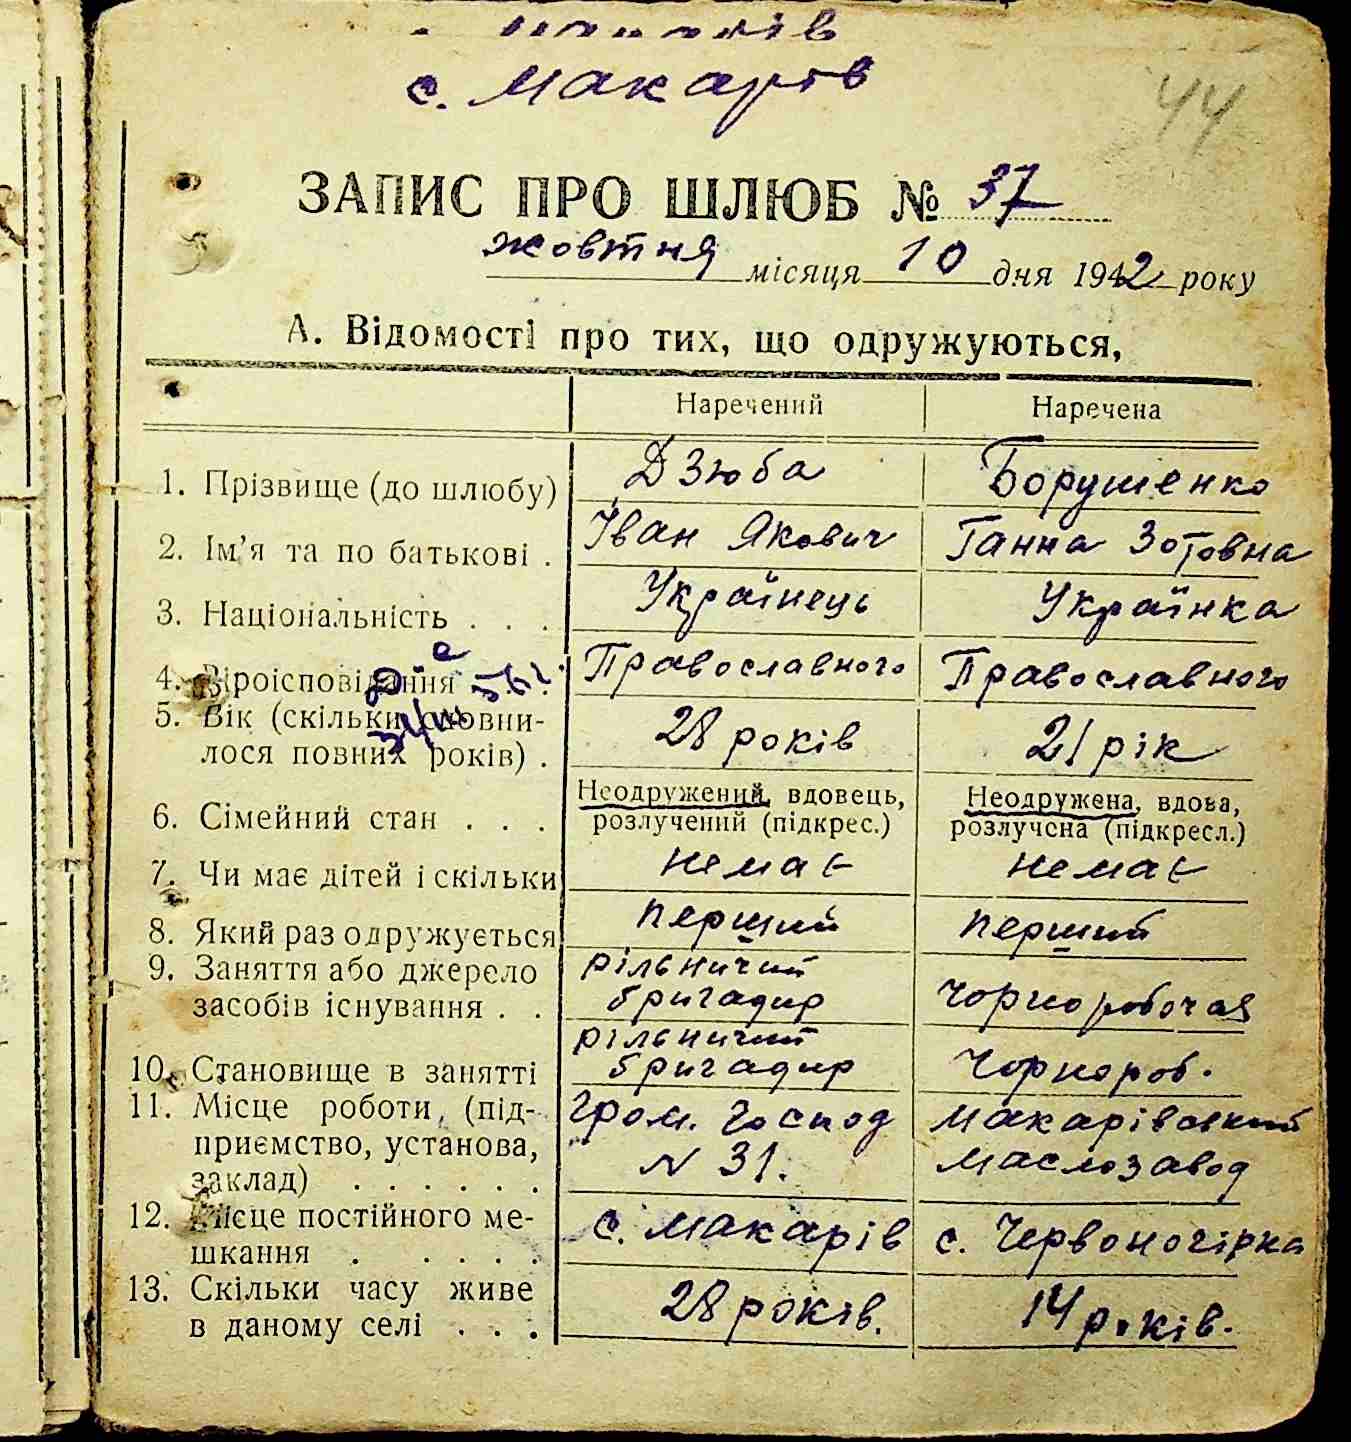 с. Макарів
44
ЗАПИС ПРО ШЛЮБ № 37
жовтня місяця 10 дня 1942 року
А. Відомості про тих, що одружуються,
Наречений Наречена
1. Прізвище (до шлюбу) Дзюба Борушенко
2. Ім'я та по батькові . Іван Якович Ганна Зотовна
3. Національність . . . Українець Українка
4. Віроісповідання Православного Православного
5. Вік (скільки сповни-
лося повних років) . 28 років 21 рік
6. Сімейний стан . . . Неодружений, вдовець, розлучений (підкрес.) Неодружена, вдова, розлучена (підкресл.)
7. Чи має дітей і скільки немає немає
8. Який раз одружується перший перший
9. Заняття або джерело
засобів існування . . рільничий бригадир чорноробочая
10. Становище в занятті рільничий бригадир чорнороб.
11. Місце роботи, (під-
приємство, установа,
заклад) . . . . . . гром. господ N 31. Макарівський маслозавод
12. Місце постійного ме-
шкання . . . . . с. Макарів с. Червоногірка
13. Скільки часу живе
в даному селі . . . 28 років. 14 років.